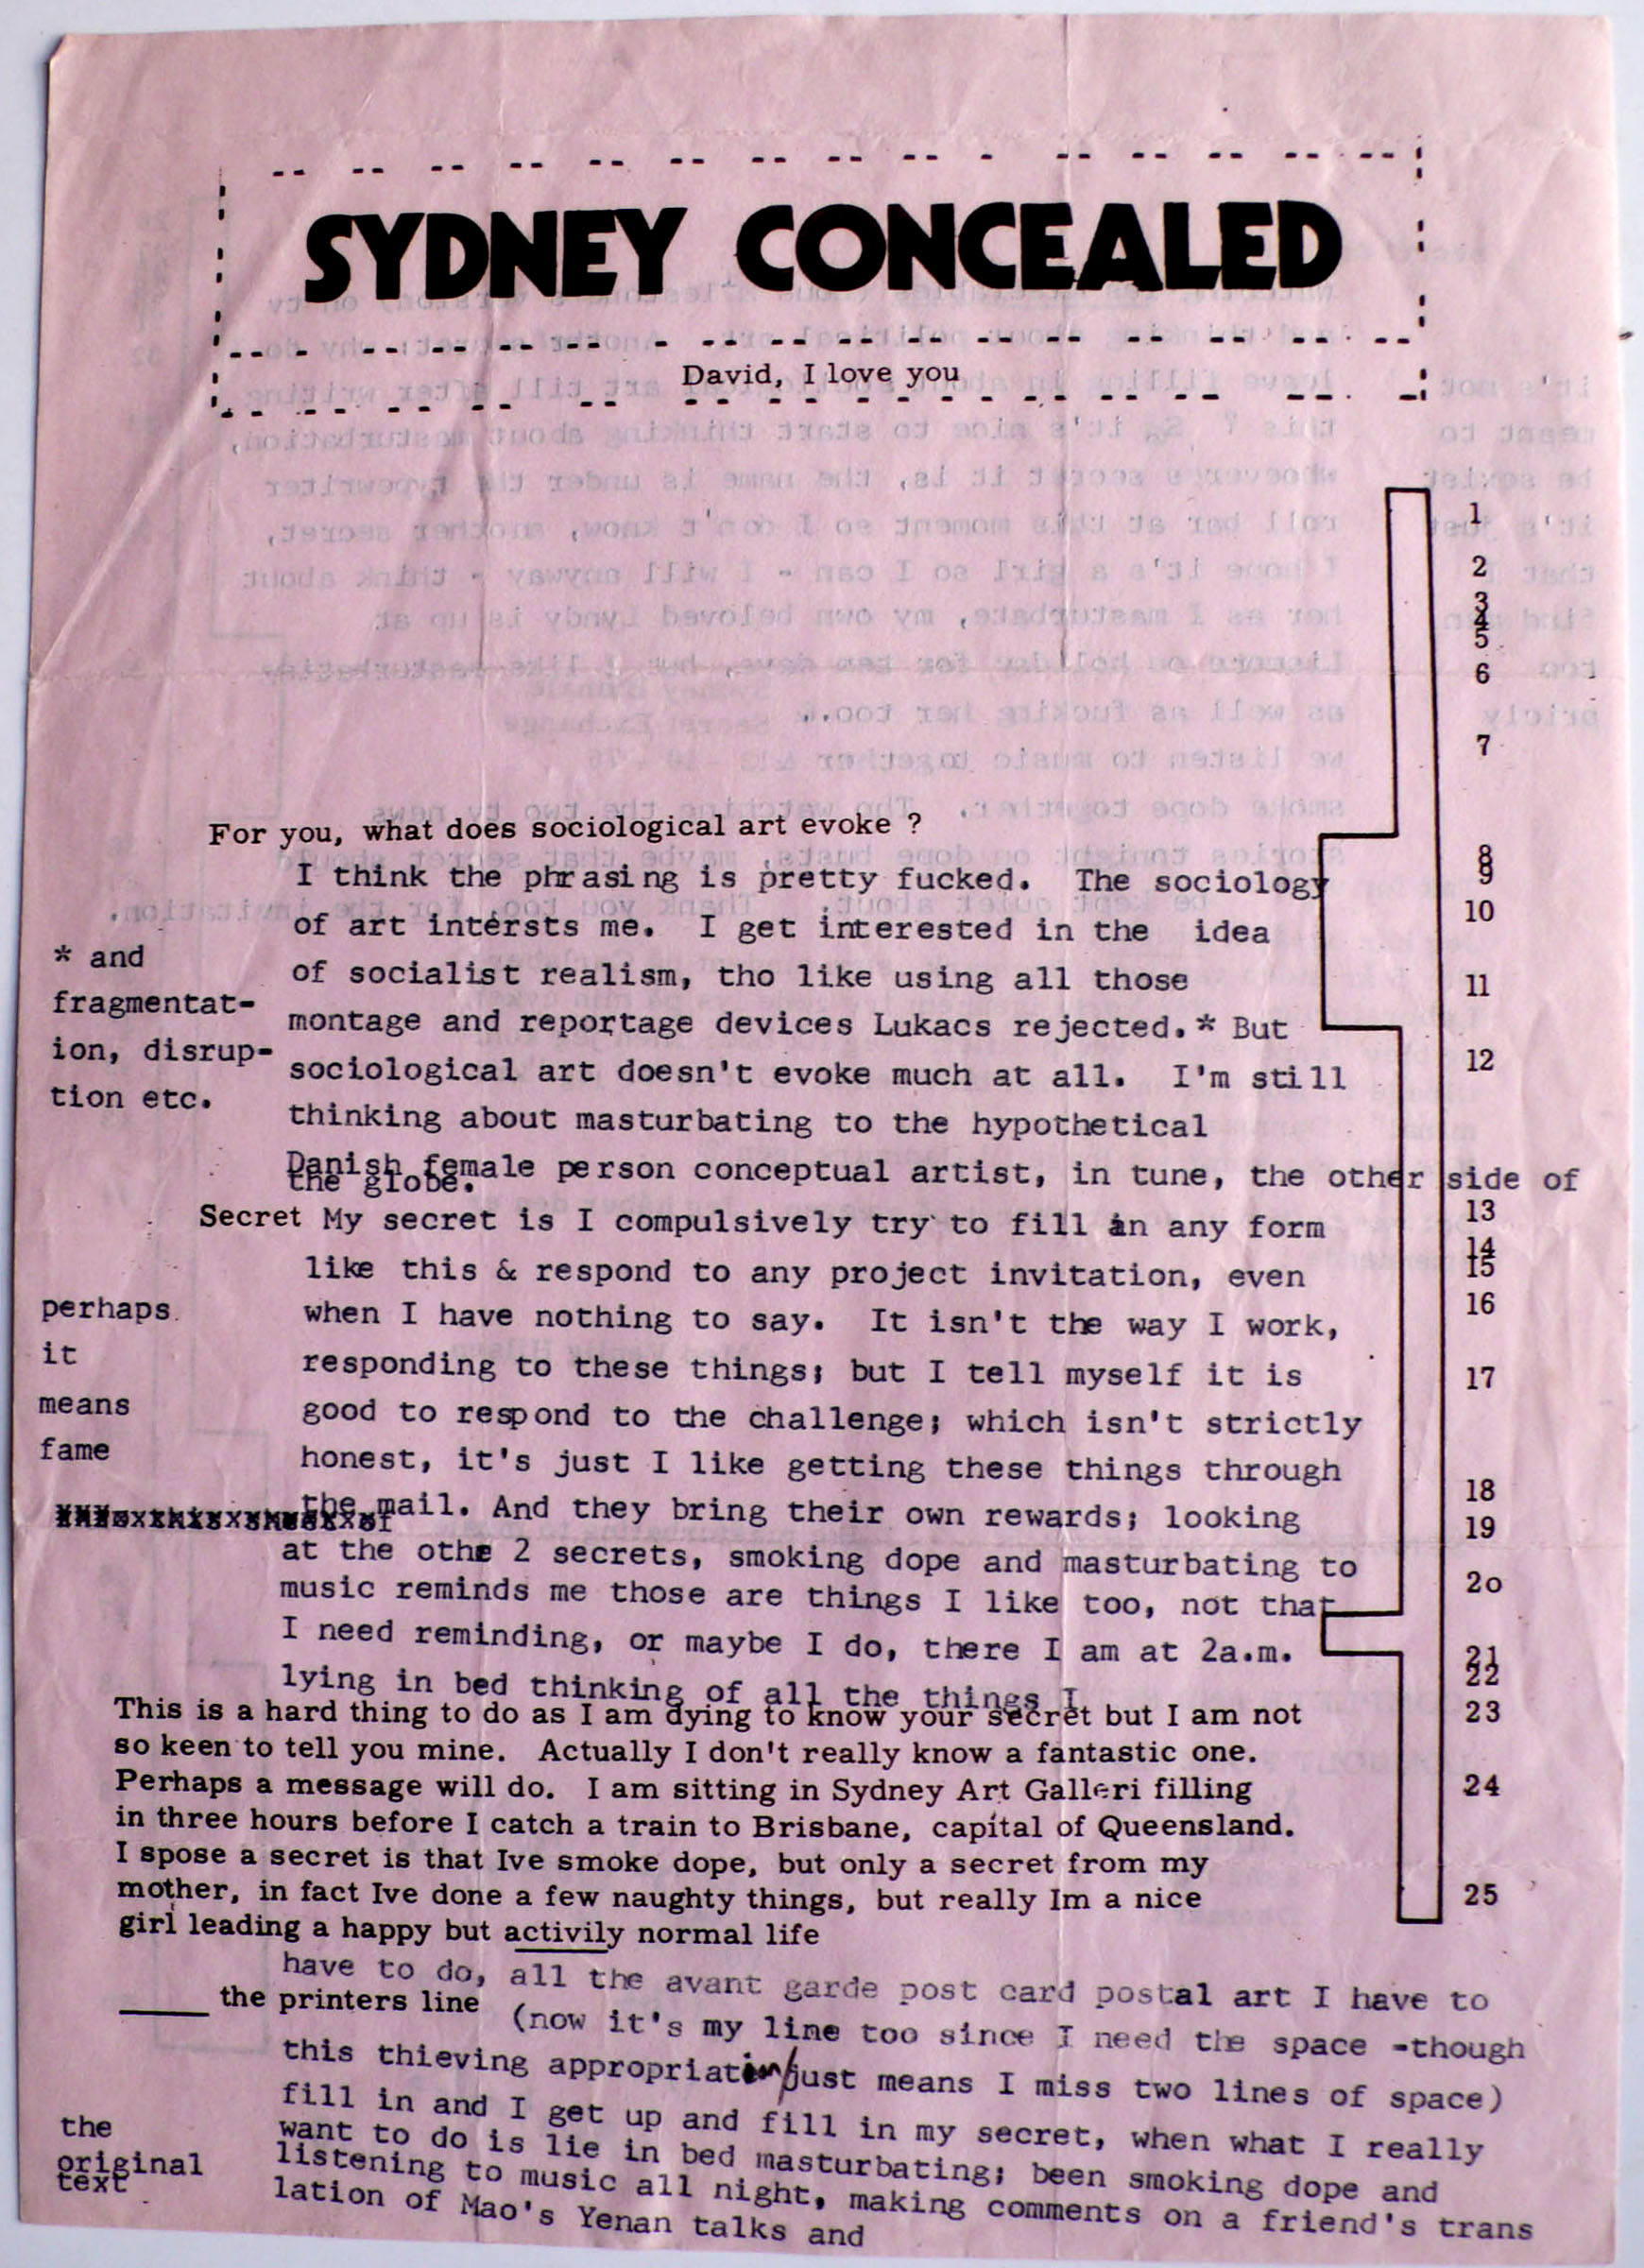 SYDNEY CONCEALED
David, I love you
1
2
3
4
5
6
7
8
9
10
11
12
13
14
15
16
17
18
19
2o
21
22
23
24
25
For you, what does sociological art evoke ?
I think the phrasing is pretty fucked. The sociology
of art intersts me. I get interested in the idea
of socialist realism, tho like using all those
montage and reportage devices Lukacs rejected.* But
sociological art doesn't evoke much at all. I'm still
thinking about masturbating to the hypothetical
Danish female person conceptual artist, in tune, the other side of
the globe.
* and
fragmentat-
ion, disrup-
tion etc.
Secret My secret is I compulsively try to fill in any form
like this & respond to any project invitation, even
when I have nothing to say. It isn't the way I work,
responding to these things; but I tell myself it is
good to respond to the challenge; which isn't strictly
honest, it's just I like getting these things through
the mail. And they bring their own rewards; looking
at the othe 2 secrets, smoking dope and masturbating to
music reminds me those are things I like too, not that
I need reminding, or maybe I do, there I am at 2a.m.
lying in bed thinking of all the things I
perhaps
it
means
fame
This is a hard thing to do as I am dying to know your secret but I am not
so keen to tell you mine. Actually I don't really know a fantastic one.
Perhaps a message will do. I am sitting in Sydney Art Galleri filling
in three hours before I catch a train to Brisbane, capital of Queensland.
I spose a secret is that Ive smoke dope, but only a secret from my
mother, in fact Ive done a few naughty things, but really Im a nice
girl leading a happy but activily normal life
have to do, all the avant garde post card postal art I have to
the printers line
(now it's my line too since I need the space -though
this thieving appropriation/just means I miss two lines of space)
fill in and I get up and fill in my secret, when what I really
want to do is lie in bed masturbating; been smoking dope and
listening to music all night, making comments on a friend's trans
lation of Mao's Yenan talks and
the
original
text